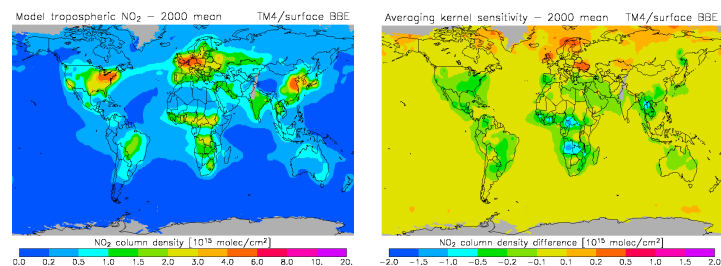 Model tropospheric NO₂ – 2000 mean TM4/surface BBE
NO₂ column density [10¹⁵ molec/cm²]
0.0 0.2 0.5 1.0 1.5 2.0 3.0 4.0 6.0 8.0 10. 20.
Averaging kernel sensitivity – 2000 mean TM4/surface BBE
NO₂ column density difference [10¹⁵ molec/cm²]
-2.0 -1.5 -1.0 -0.5 -0.2 -0.1 0.1 0.2 0.5 1.0 1.5 2.0